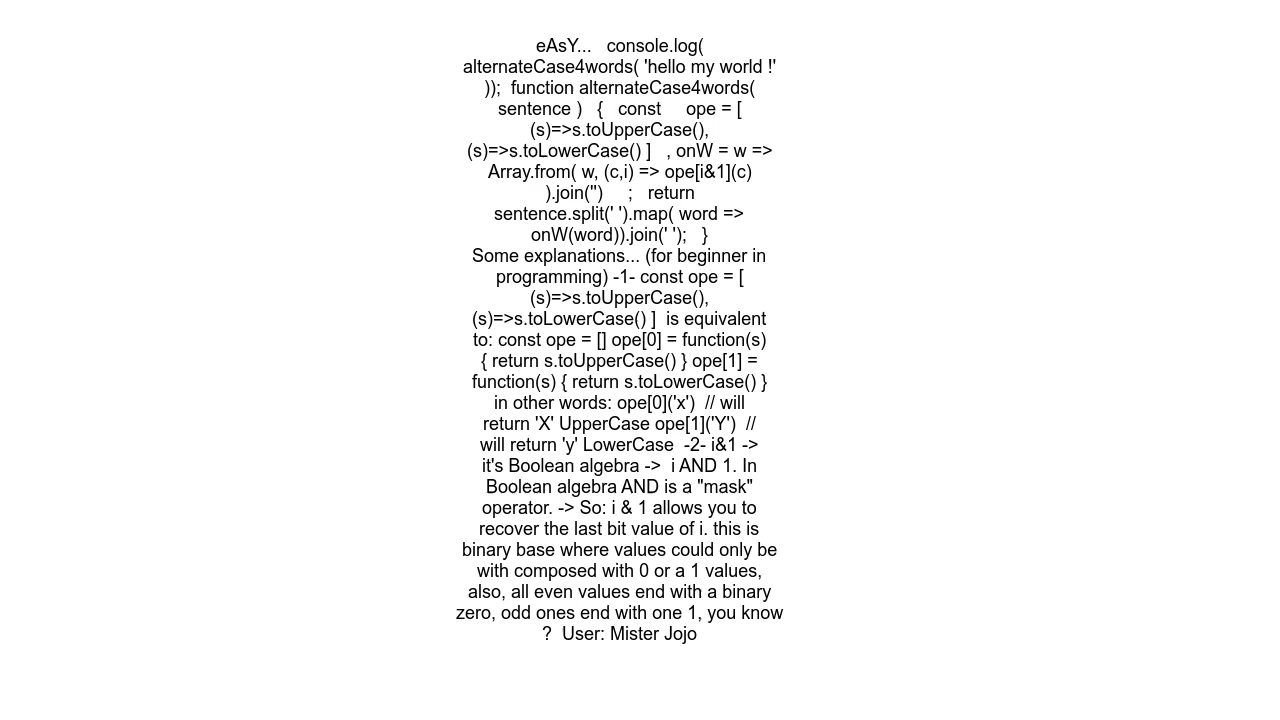 eAsY...   console.log(
alternateCase4words( 'hello my world !'
));  function alternateCase4words(
sentence )   {   const     ope = [
(s)=>s.toUpperCase(),
(s)=>s.toLowerCase() ]   , onW = w =>
Array.from( w, (c,i) => ope[i&1](c)
).join('')     ;   return
sentence.split(' ').map( word =>
onW(word)).join(' ');   }
Some explanations... (for beginner in
programming) -1- const ope = [
(s)=>s.toUpperCase(),
(s)=>s.toLowerCase() ]  is equivalent
to: const ope = [] ope[0] = function(s)
{ return s.toUpperCase() } ope[1] =
function(s) { return s.toLowerCase() }
in other words: ope[0]('x')  // will
return 'X' UpperCase ope[1]('Y')  //
will return 'y' LowerCase  -2- i&1 ->
it's Boolean algebra ->  i AND 1. In
Boolean algebra AND is a "mask"
operator. -> So: i & 1 allows you to
recover the last bit value of i. this is
binary base where values could only be
with composed with 0 or a 1 values,
also, all even values end with a binary
zero, odd ones end with one 1, you know
?  User: Mister Jojo